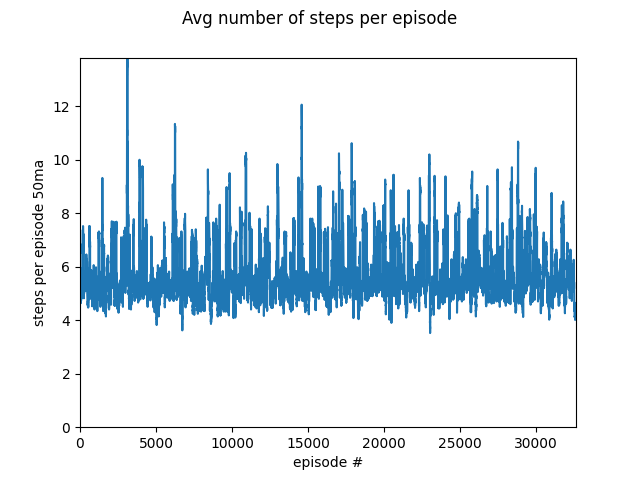 Avg number of steps per episode
steps per episode 50ma
12
10
8
6
4
2
0
0 5000 10000 15000 20000 25000 30000
episode #